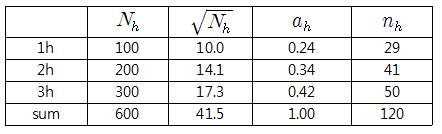 N_h √N_h a_h n_h
1h 100 10.0 0.24 29
2h 200 14.1 0.34 41
3h 300 17.3 0.42 50
sum 600 41.5 1.00 120